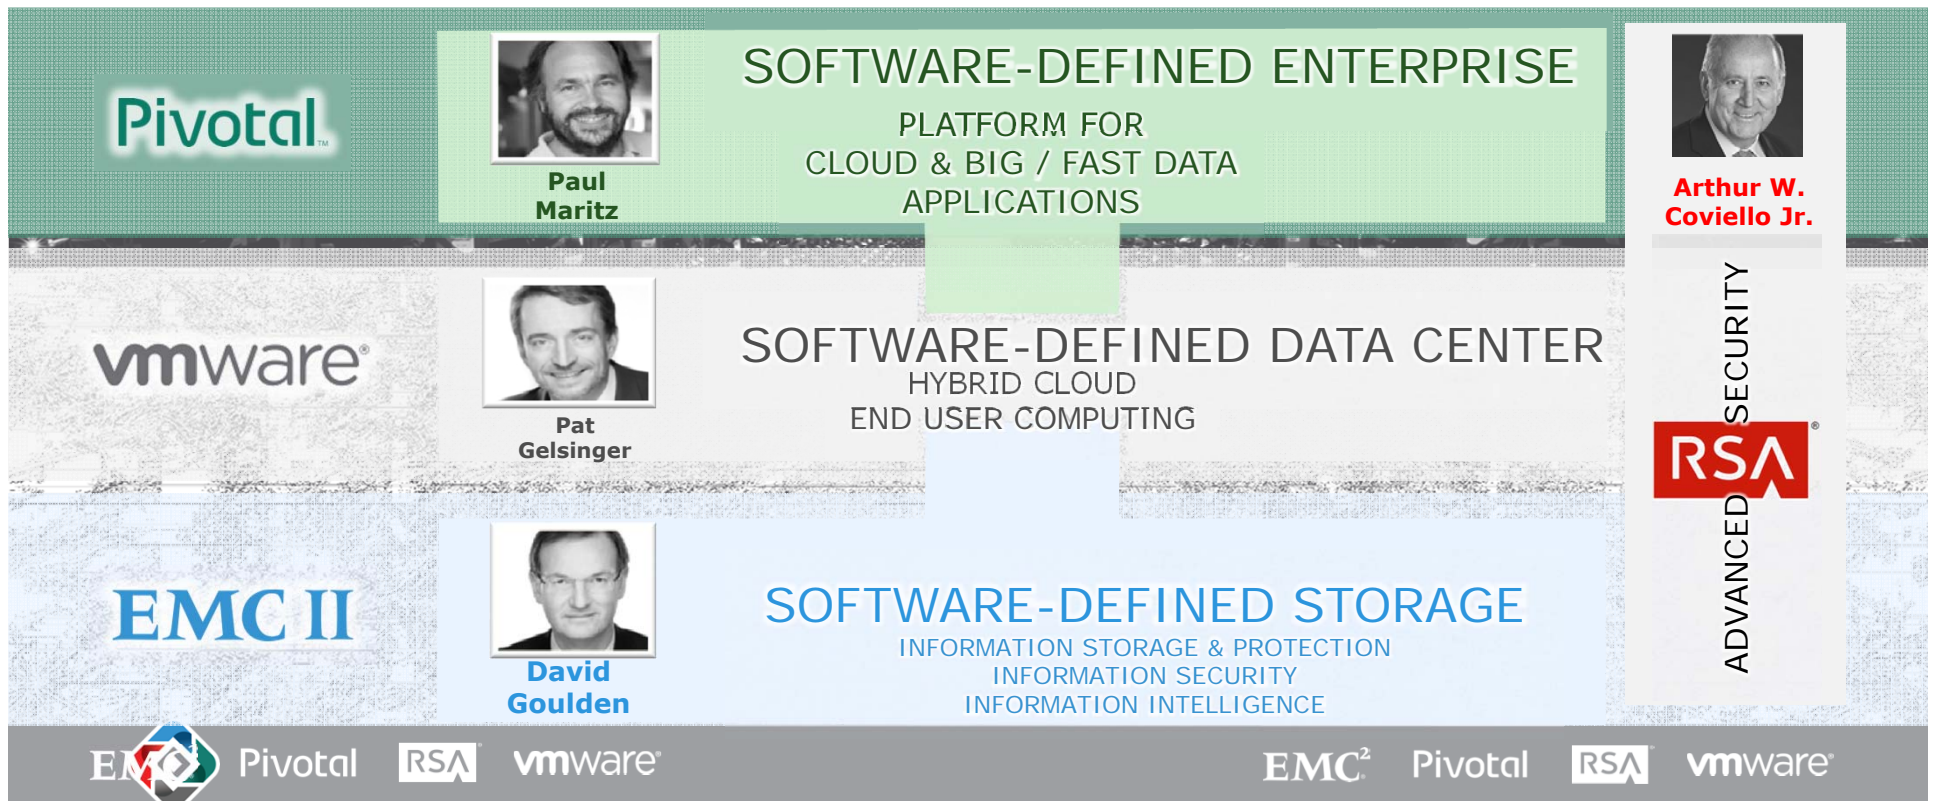 Pivotal™
Paul
Maritz
SOFTWARE-DEFINED ENTERPRISE
PLATFORM FOR
CLOUD & BIG / FAST DATA
APPLICATIONS
Arthur W.
Coviello Jr.
vmware®
Pat
Gelsinger
SOFTWARE-DEFINED DATA CENTER
HYBRID CLOUD
END USER COMPUTING
ADVANCED SECURITY
RSA®
EMC II
David
Goulden
SOFTWARE-DEFINED STORAGE
INFORMATION STORAGE & PROTECTION
INFORMATION SECURITY
INFORMATION INTELLIGENCE
Pivotal RSA vmware®
EMC² Pivotal RSA vmware®